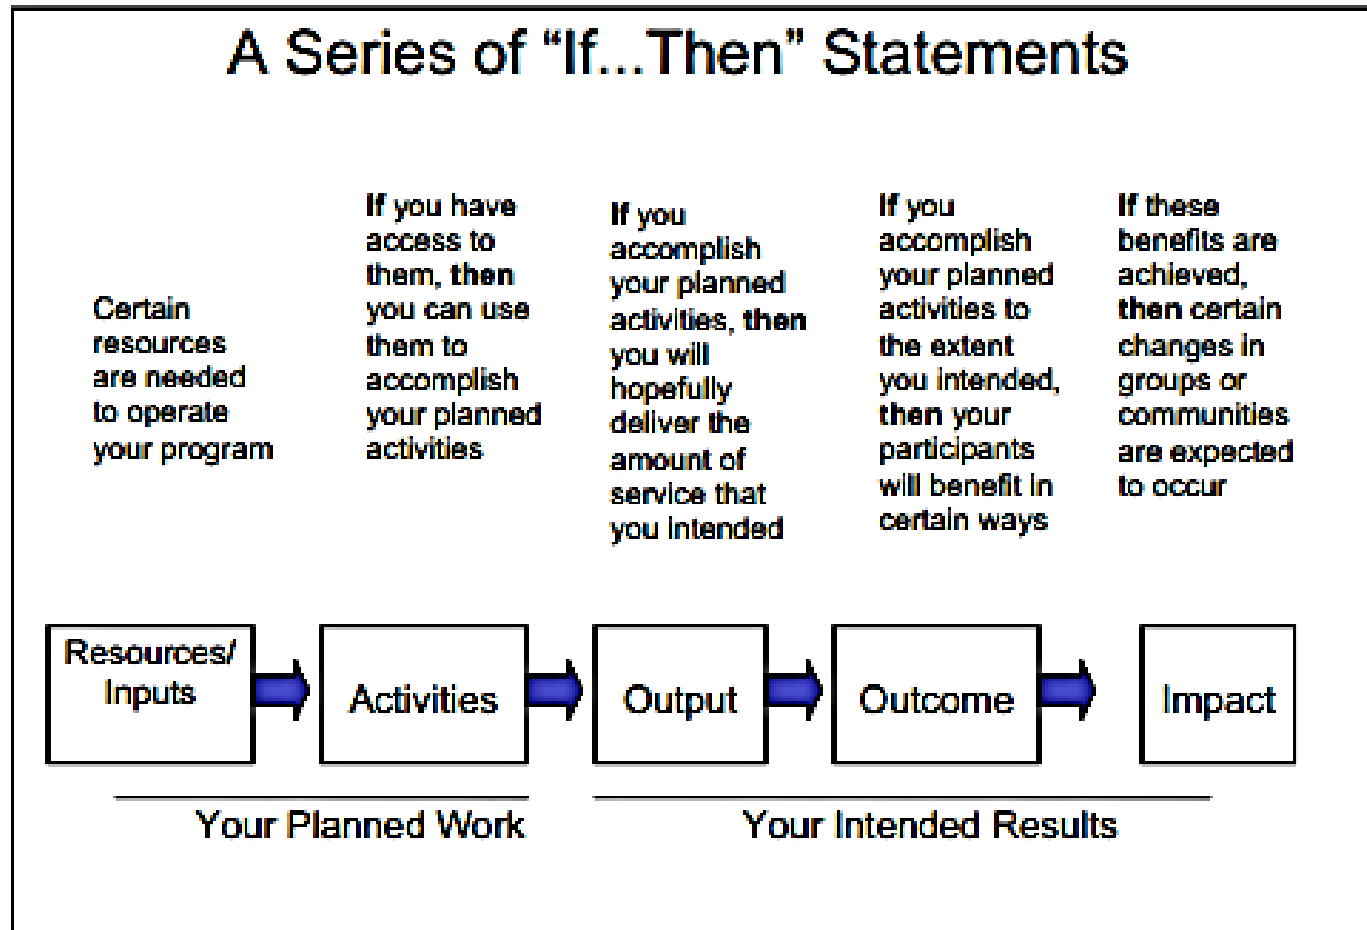 A Series of “If...Then” Statements
Certain
resources
are needed
to operate
your program
If you have
access to
them, then
you can use
them to
accomplish
your planned
activities
If you
accomplish
your planned
activities, then
you will
hopefully
deliver the
amount of
service that
you intended
If you
accomplish
your planned
activities to
the extent
you intended,
then your
participants
will benefit in
certain ways
If these
benefits are
achieved,
then certain
changes in
groups or
communities
are expected
to occur
Resources/
Inputs
Activities
Output
Outcome
Impact
Your Planned Work
Your Intended Results